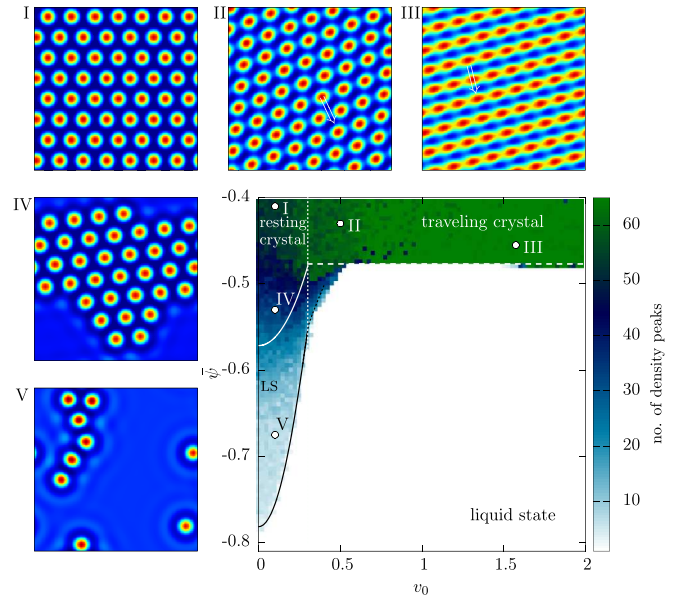 I
II
III
IV
V
-0.4
-0.5
-0.6
-0.7
-0.8
ψ̄
0
0.5
1
1.5
2
v₀
I
resting
crystal
II
traveling crystal
III
IV
LS
V
liquid state
60
50
40
30
20
10
no. of density peaks